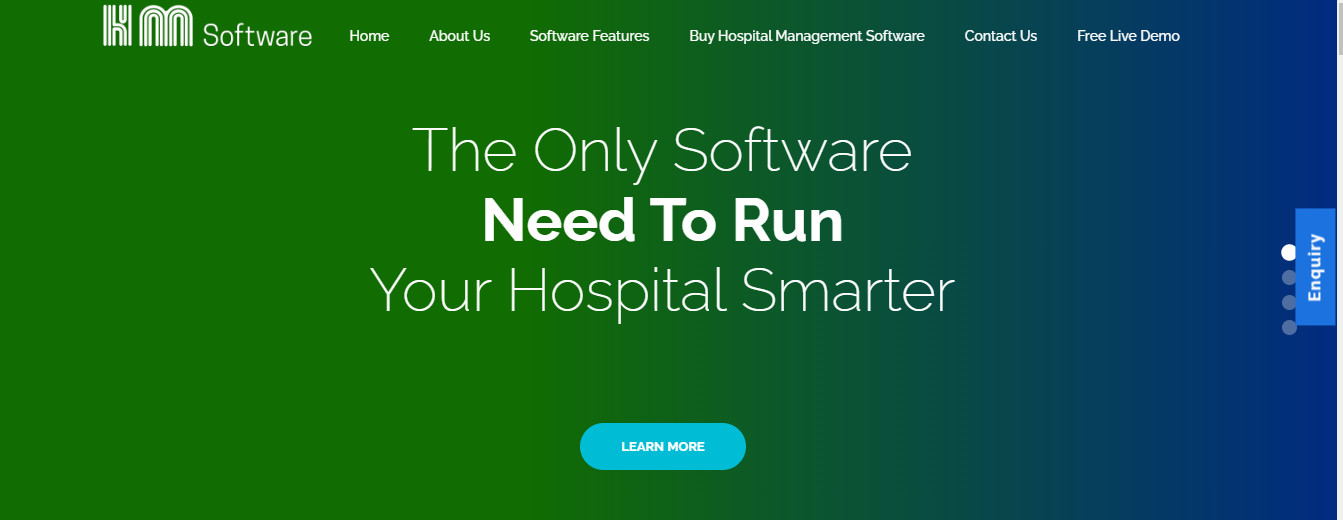 KM Software
Home About Us Software Features Buy Hospital Management Software Contact Us Free Live Demo
The Only Software
Need To Run
Your Hospital Smarter
Enquiry
LEARN MORE